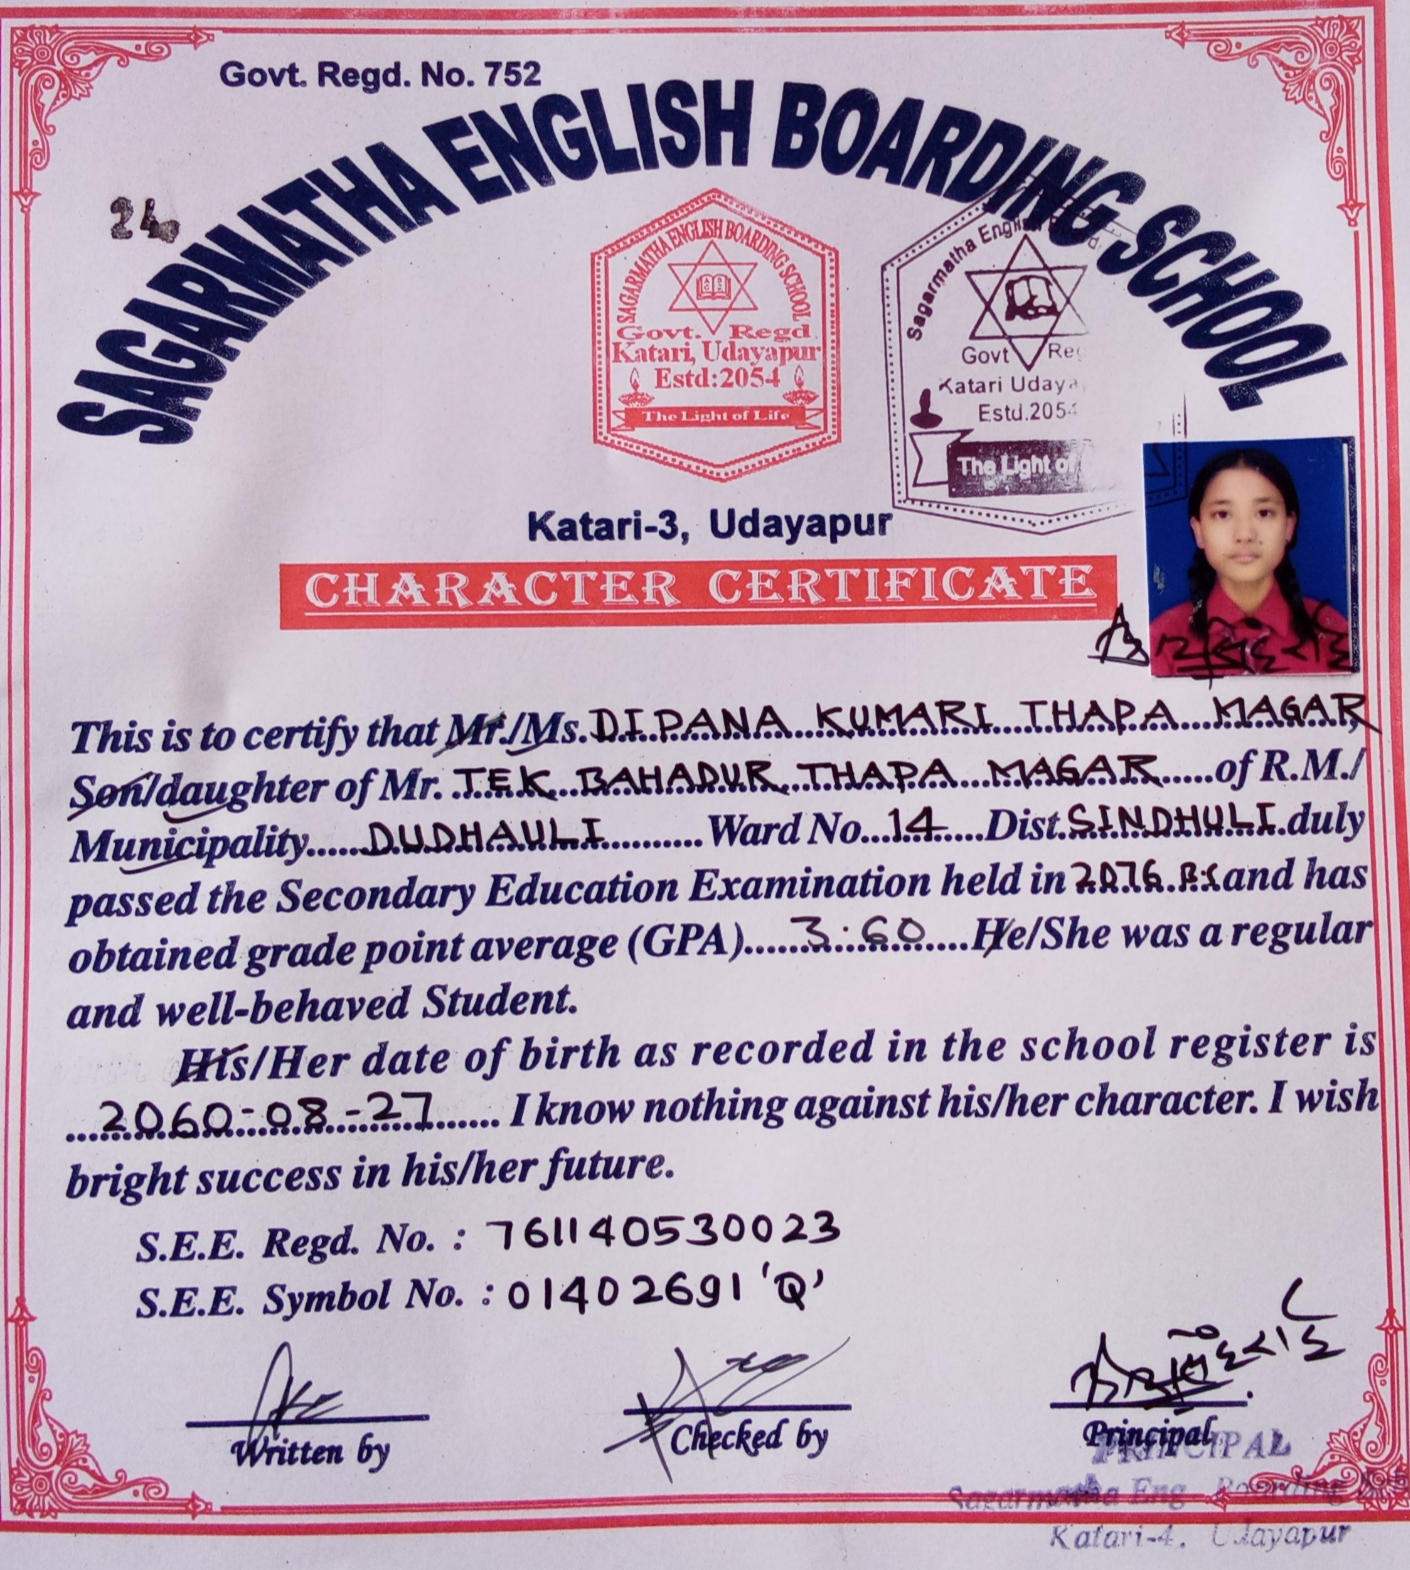 Govt. Regd. No. 752
SAGARMATHA ENGLISH BOARDING SCHOOL
24
SAGARMATHA ENGLISH BOARDING SCHOOL
Govt. Regd.
Katari, Udayapur
Estd:2054
The Light of Life
Sagarmatha English
Govt Reg
Katari Udaya
Estd.205
The Light of
Katari-3, Udayapur
CHARACTER CERTIFICATE
This is to certify that Mr./Ms. DIPANA KUMARI THAPA MAGAR,
Son/daughter of Mr. TEK BAHADUR THAPA MAGAR of R.M./
Municipality DUDHAULI Ward No. 14 Dist. SINDHULI duly
passed the Secondary Education Examination held in 2076 B.S and has
obtained grade point average (GPA) 3.60 He/She was a regular
and well-behaved Student.
His/Her date of birth as recorded in the school register is
2060-08-27 I know nothing against his/her character. I wish
bright success in his/her future.
S.E.E. Regd. No. : 761140530023
S.E.E. Symbol No. : 01402691 'Q'
Written by Checked by Principal
PRINCIPAL
Sagarmatha Eng. Boarding
Katari-4, Udayapur